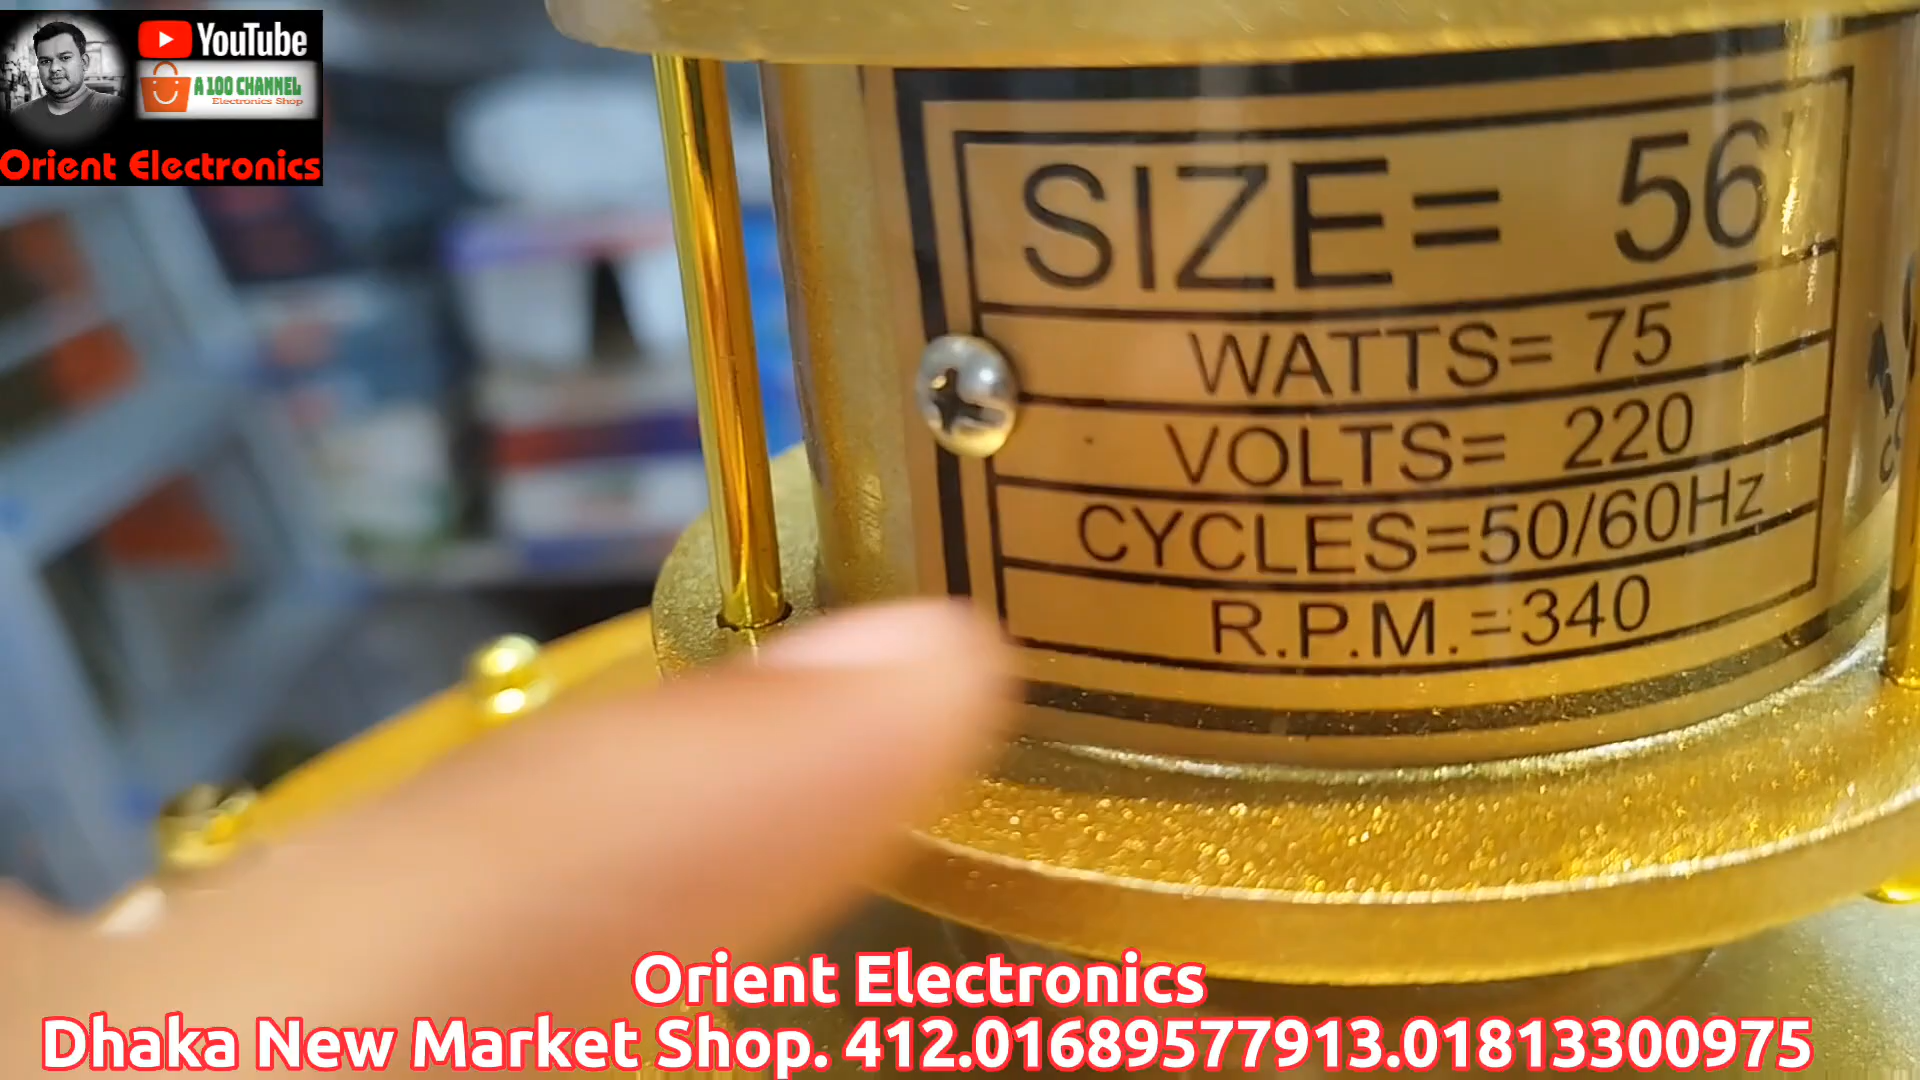 YouTube
A 100 CHANNEL
Electronics Shop
Orient Electronics
SIZE= 56"
WATTS= 75
VOLTS= 220
CYCLES=50/60Hz
R.P.M.=340
Orient Electronics
Dhaka New Market Shop. 412.01689577913.01813300975